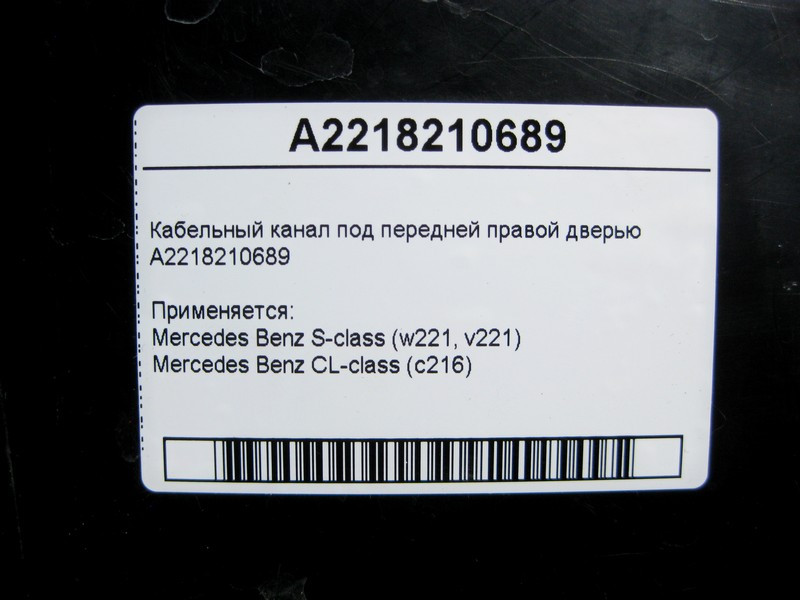 A2218210689
Кабельный канал под передней правой дверью
A2218210689
Применяется:
Mercedes Benz S-class (w221, v221)
Mercedes Benz CL-class (c216)